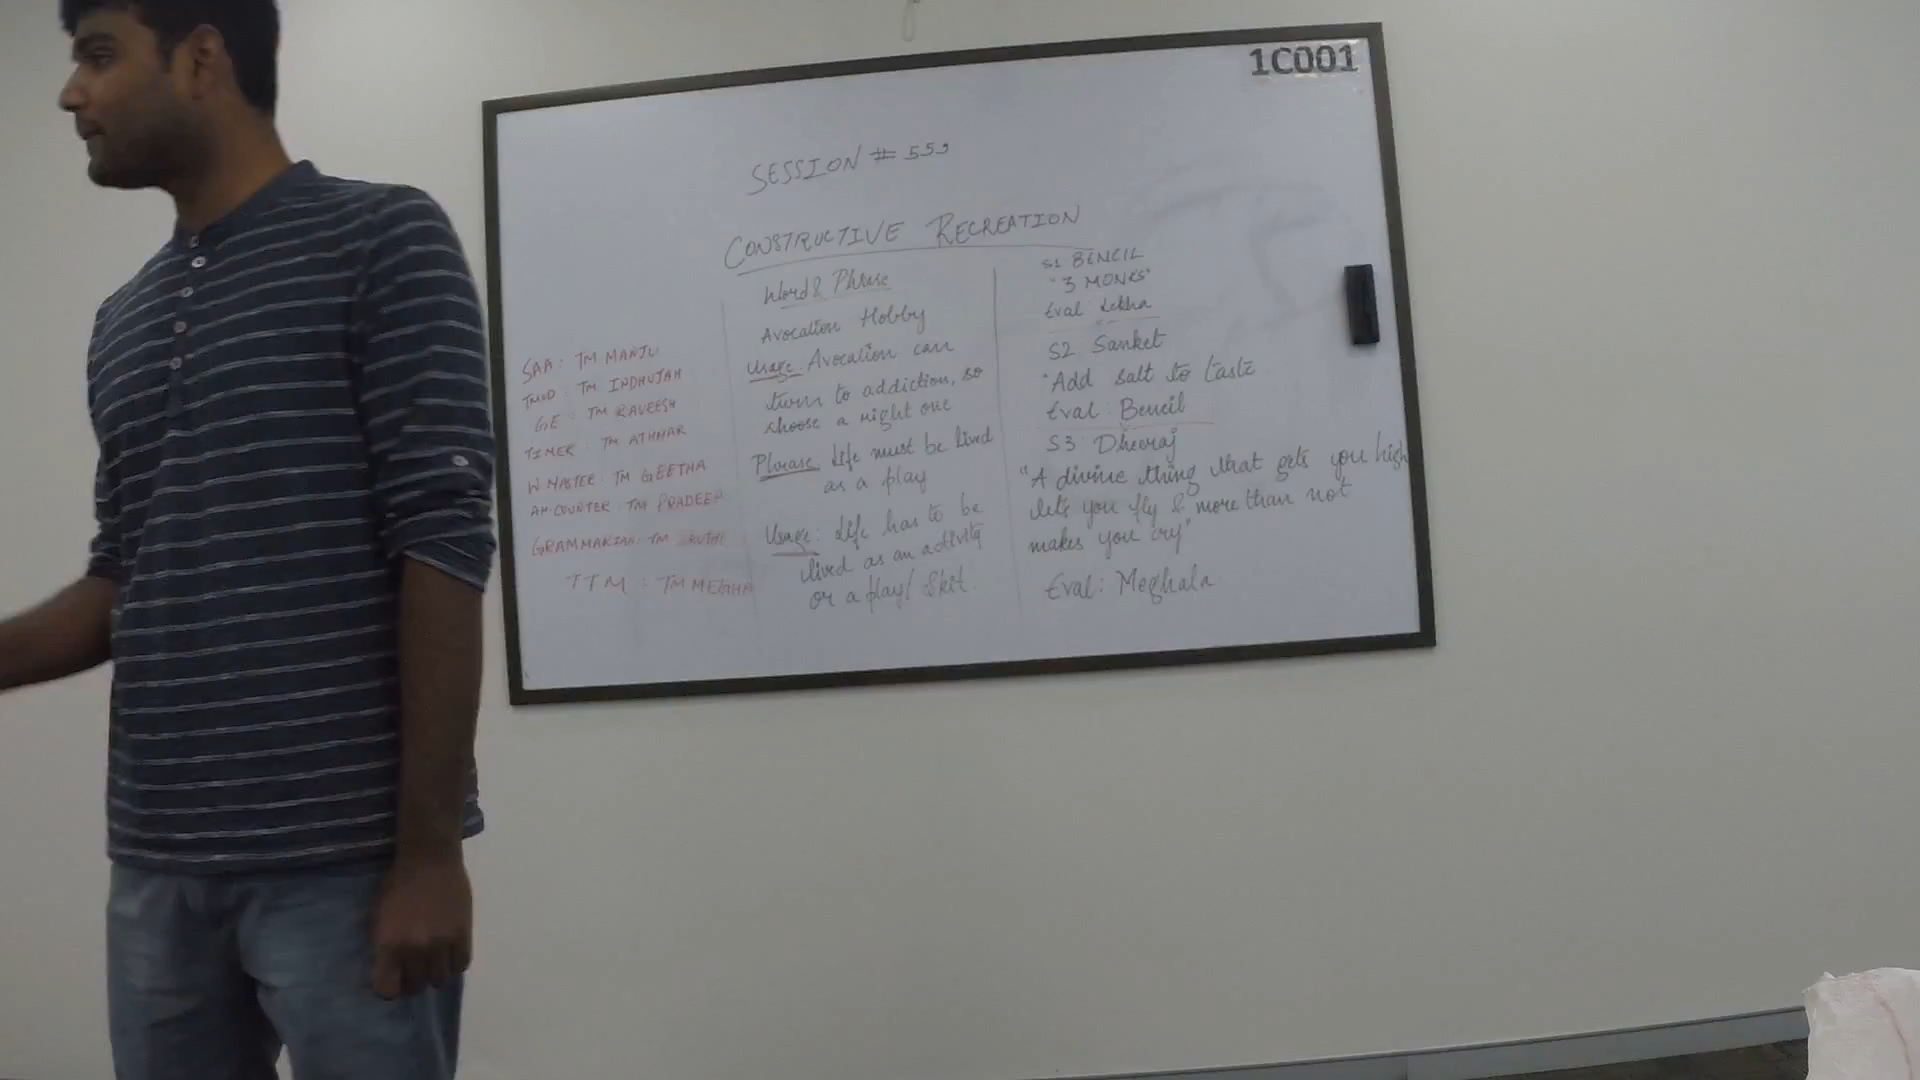 1C001
SESSION # 559
CONSTRUCTIVE RECREATION
SAA : TM MANJU
TMOD : TM INDHUJAH
GE : TM RAVEESH
TIMER : TM ATHMAR
W MASTER : TM GEETHA
AH-COUNTER : TM PRADEEP
GRAMMARIAN : TM
TTM : TM MEGHA
Word & Phrase
Avocation Hobby
Usage: Avocation can
turn to addiction, so
choose a right one
Phrase: Life must be lived
as a play
Usage: Life has to be
lived as an activity
or a play/ Skit.
S1 BENCIL
"3 MONKS"
Eval Lekha
S2 Sanket
"Add salt to taste
Eval : Bencil
S3 Dheeraj
"A divine thing that gets you high
lets you fly & more than not
makes you cry"
Eval: Meghala